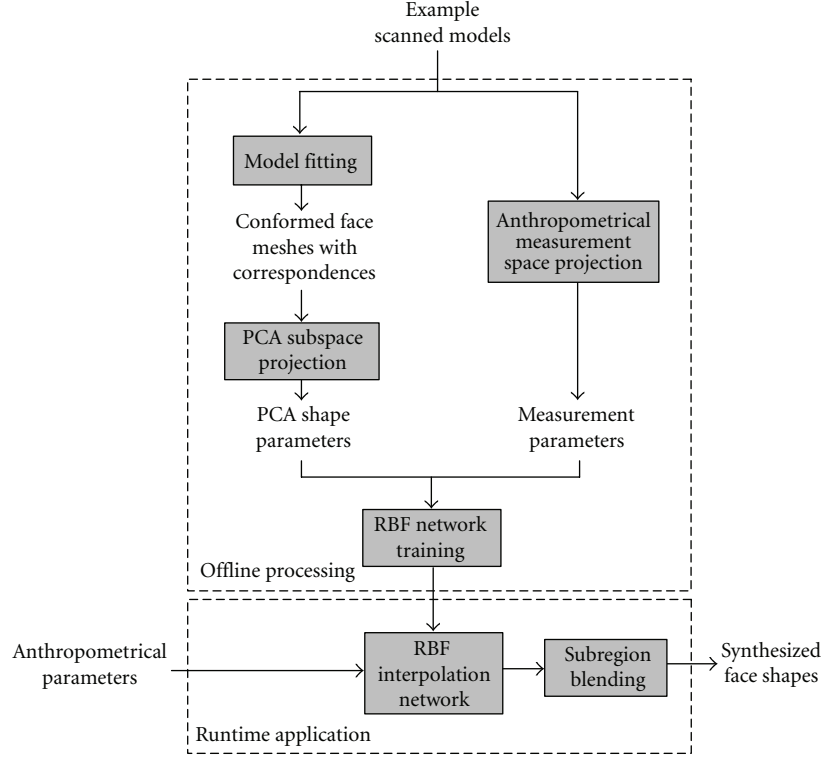 Example
scanned models
Model fitting
Conformed face
meshes with
correspondences
Anthropometrical
measurement
space projection
PCA subspace
projection
PCA shape
parameters
Measurement
parameters
RBF network
training
Offline processing
Anthropometrical
parameters
RBF
interpolation
network
Subregion
blending
Synthesized
face shapes
Runtime application